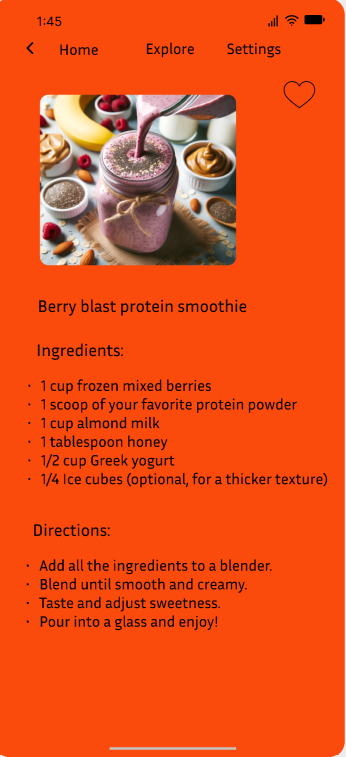 1:45
Home Explore Settings
Berry blast protein smoothie
Ingredients:
· 1 cup frozen mixed berries
· 1 scoop of your favorite protein powder
· 1 cup almond milk
· 1 tablespoon honey
· 1/2 cup Greek yogurt
· 1/4 Ice cubes (optional, for a thicker texture)
Directions:
· Add all the ingredients to a blender.
· Blend until smooth and creamy.
· Taste and adjust sweetness.
· Pour into a glass and enjoy!